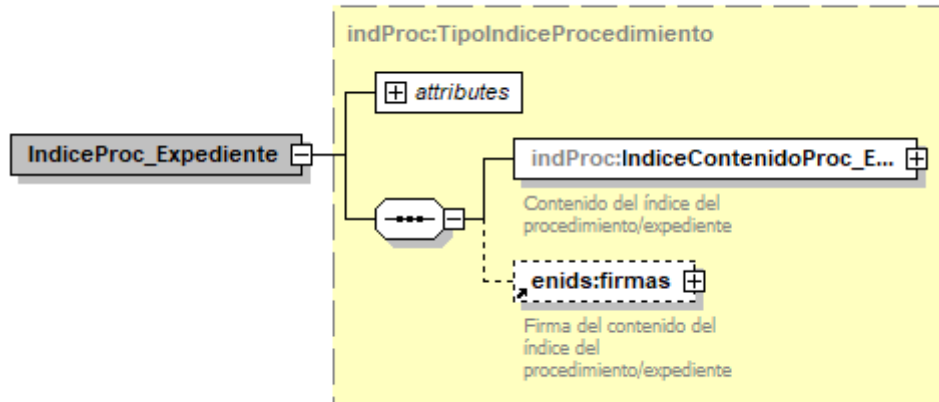 indProc:TipoIndiceProcedimiento
attributes
IndiceProc_Expediente
indProc:IndiceContenidoProc_E...
Contenido del índice del
procedimiento/expediente
enids:firmas
Firma del contenido del
índice del
procedimiento/expediente